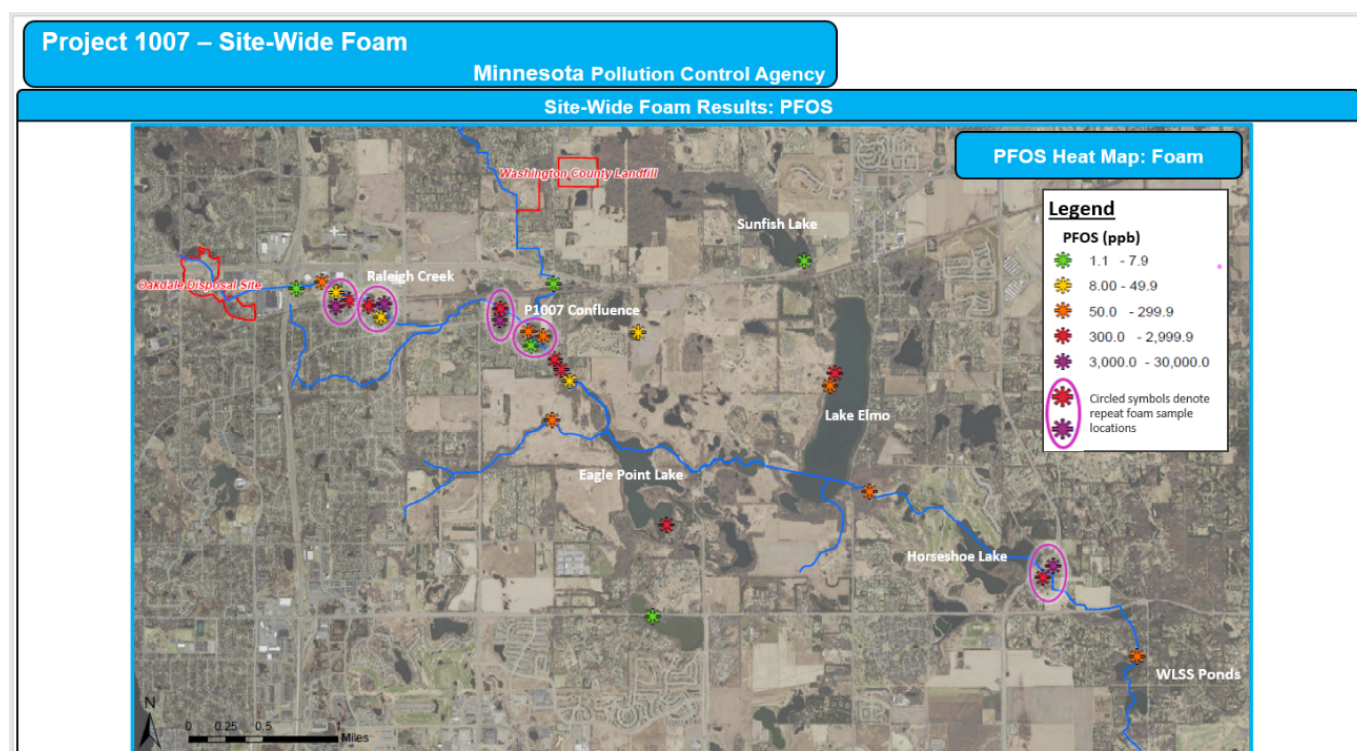 Project 1007 – Site-Wide Foam
Minnesota Pollution Control Agency
Site-Wide Foam Results: PFOS
PFOS Heat Map: Foam
Legend
PFOS (ppb)
1.1 - 7.9
8.00 - 49.9
50.0 - 299.9
300.0 - 2,999.9
3,000.0 - 30,000.0
Circled symbols denote
repeat foam sample
locations
Washington County Landfill
Sunfish Lake
Raleigh Creek
Oakdale Disposal Site
P1007 Confluence
Lake Elmo
Eagle Point Lake
Horseshoe Lake
WLSS Ponds
N
0 0.25 0.5 1
Miles